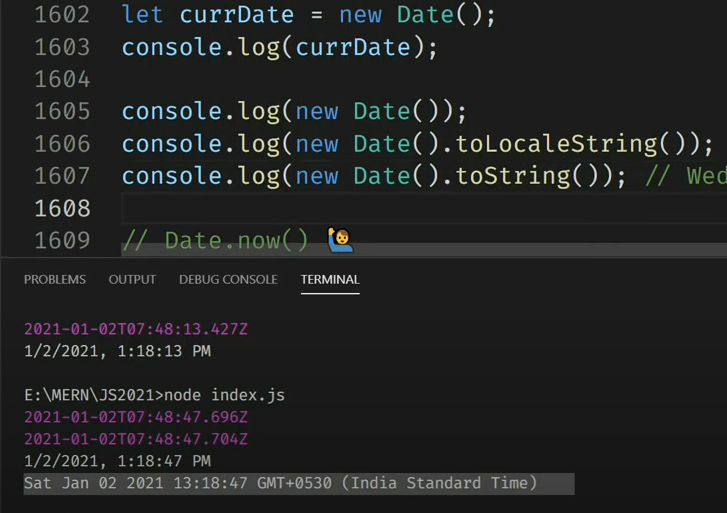 1602 let currDate = new Date();
1603 console.log(currDate);
1604
1605 console.log(new Date());
1606 console.log(new Date().toLocaleString());
1607 console.log(new Date().toString()); // Wed
1608
1609 // Date.now() 🙋‍♂️
PROBLEMS OUTPUT DEBUG CONSOLE TERMINAL
2021-01-02T07:48:13.427Z
1/2/2021, 1:18:13 PM
E:\MERN\JS2021>node index.js
2021-01-02T07:48:47.696Z
2021-01-02T07:48:47.704Z
1/2/2021, 1:18:47 PM
Sat Jan 02 2021 13:18:47 GMT+0530 (India Standard Time)